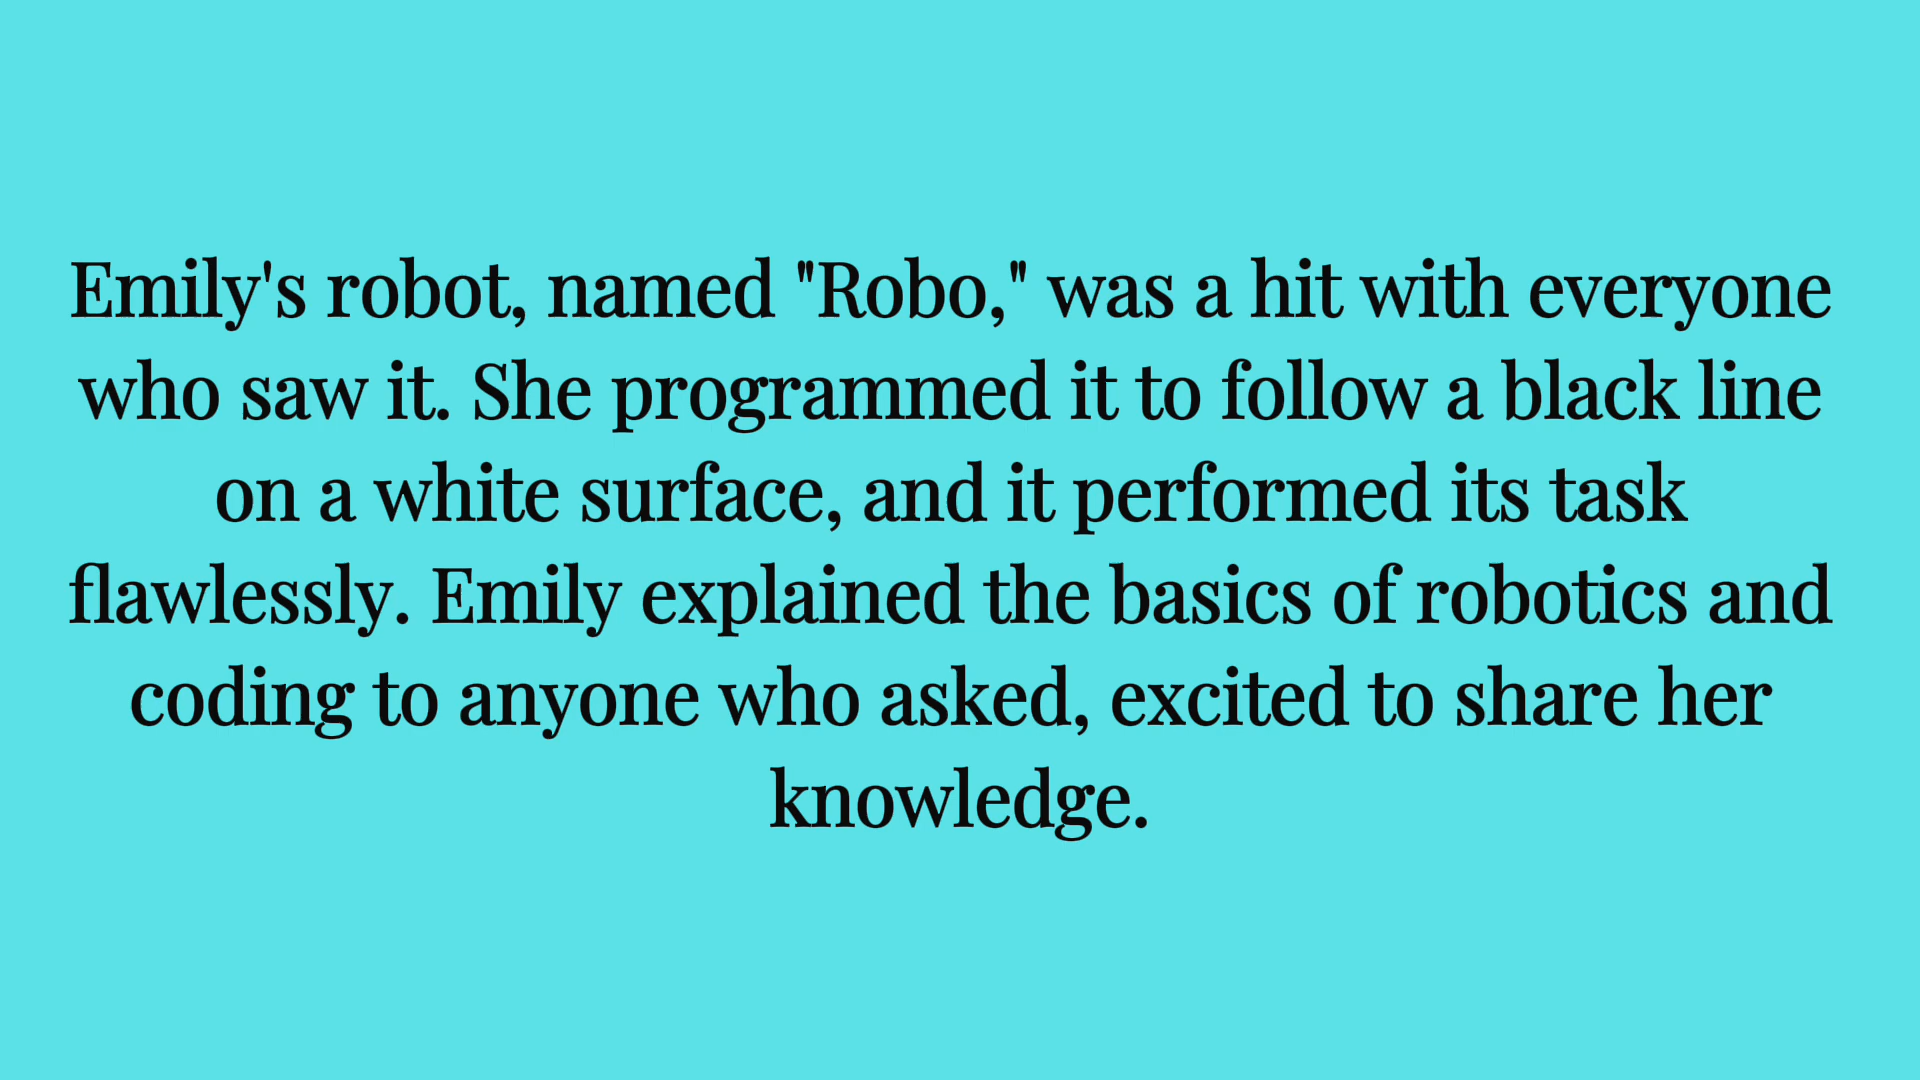 Emily's robot, named "Robo," was a hit with everyone
who saw it. She programmed it to follow a black line
on a white surface, and it performed its task
flawlessly. Emily explained the basics of robotics and
coding to anyone who asked, excited to share her
knowledge.